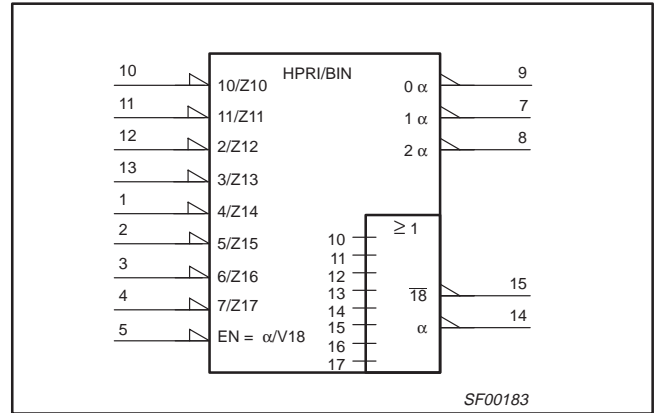 HPRI/BIN
10 10/Z10 0 α 9
11 11/Z11 1 α 7
12 2/Z12 2 α 8
13 3/Z13
1 4/Z14
2 5/Z15
3 6/Z16
4 7/Z17
5 EN = α/V18
≥ 1
10
11
12
13
14
15
16
17
1̅8̅ 15
α 14
SF00183